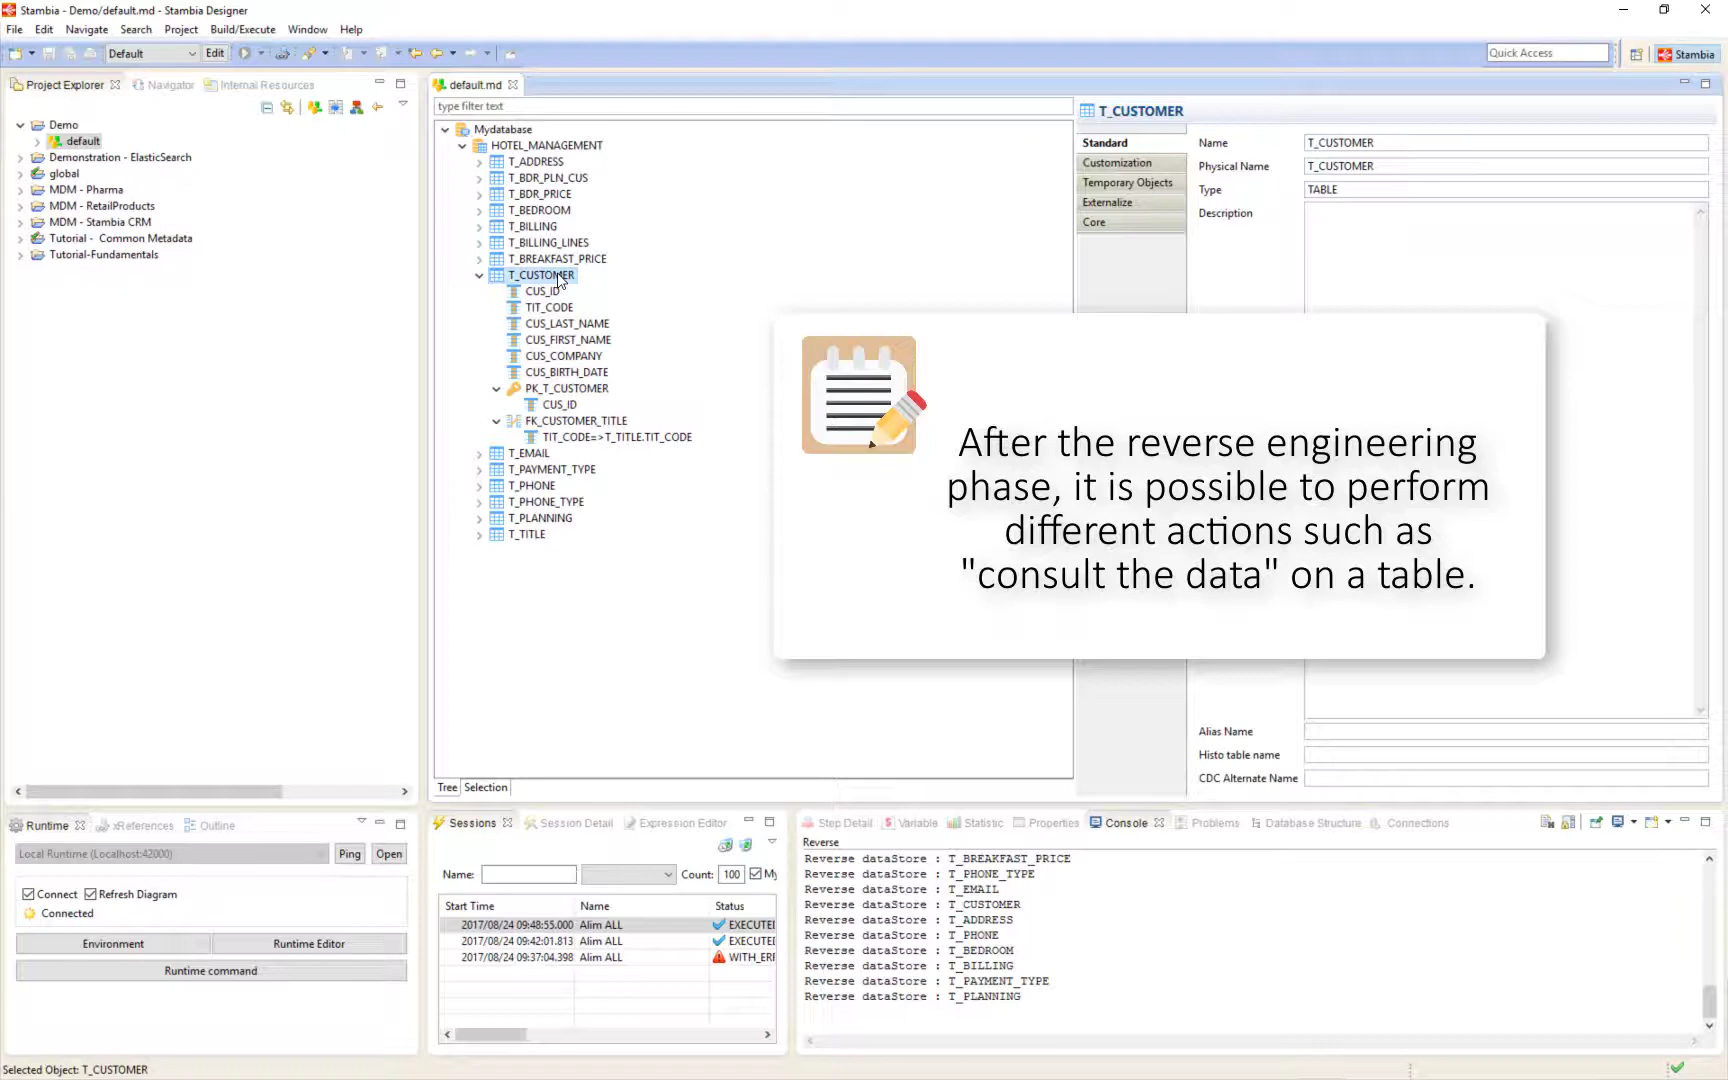 Stambia - Demo/default.md - Stambia Designer
File Edit Navigate Search Project Build/Execute Window Help
Default Edit Quick Access Stambia
Project Explorer Navigator Internal Resources
Demo
default
Demonstration - ElasticSearch
global
MDM - Pharma
MDM - RetailProducts
MDM - Stambia CRM
Tutorial - Common Metadata
Tutorial-Fundamentals
default.md
type filter text
Mydatabase
HOTEL_MANAGEMENT
T_ADDRESS
T_BDR_PLN_CUS
T_BDR_PRICE
T_BEDROOM
T_BILLING
T_BILLING_LINES
T_BREAKFAST_PRICE
T_CUSTOMER
CUS_ID
TIT_CODE
CUS_LAST_NAME
CUS_FIRST_NAME
CUS_COMPANY
CUS_BIRTH_DATE
PK_T_CUSTOMER
CUS_ID
FK_CUSTOMER_TITLE
TIT_CODE=>T_TITLE.TIT_CODE
T_EMAIL
T_PAYMENT_TYPE
T_PHONE
T_PHONE_TYPE
T_PLANNING
T_TITLE
Tree Selection
T_CUSTOMER
Standard
Customization
Temporary Objects
Externalize
Core
Name T_CUSTOMER
Physical Name T_CUSTOMER
Type TABLE
Description
After the reverse engineering
phase, it is possible to perform
different actions such as
"consult the data" on a table.
Alias Name
Histo table name
CDC Alternate Name
Runtime xReferences Outline
Local Runtime (Localhost:42000) Ping Open
Connect Refresh Diagram
Connected
Environment Runtime Editor
Runtime command
Sessions Session Detail Expression Editor
Name: Count: 100 My
Start Time Name Status
2017/08/24 09:48:55.000 Alim ALL EXECUTED
2017/08/24 09:42:01.813 Alim ALL EXECUTED
2017/08/24 09:37:04.398 Alim ALL WITH_ERR
Step Detail Variable Statistic Properties Console Problems Database Structure Connections
Reverse
Reverse dataStore : T_BREAKFAST_PRICE
Reverse dataStore : T_PHONE_TYPE
Reverse dataStore : T_EMAIL
Reverse dataStore : T_CUSTOMER
Reverse dataStore : T_ADDRESS
Reverse dataStore : T_PHONE
Reverse dataStore : T_BEDROOM
Reverse dataStore : T_BILLING
Reverse dataStore : T_PAYMENT_TYPE
Reverse dataStore : T_PLANNING
Selected Object: T_CUSTOMER